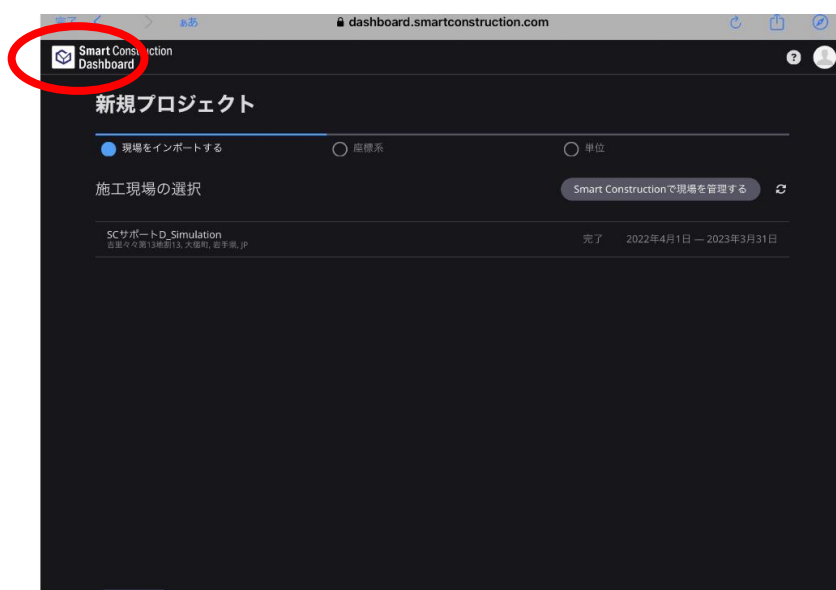 完了
ぁあ
dashboard.smartconstruction.com
Smart Construction
Dashboard
新規プロジェクト
現場をインポートする
座標系
単位
施工現場の選択
Smart Constructionで現場を管理する
SCサポートD_Simulation
吉里々々第13地割13, 大槌町, 岩手県, JP
完了
2022年4月1日 — 2023年3月31日